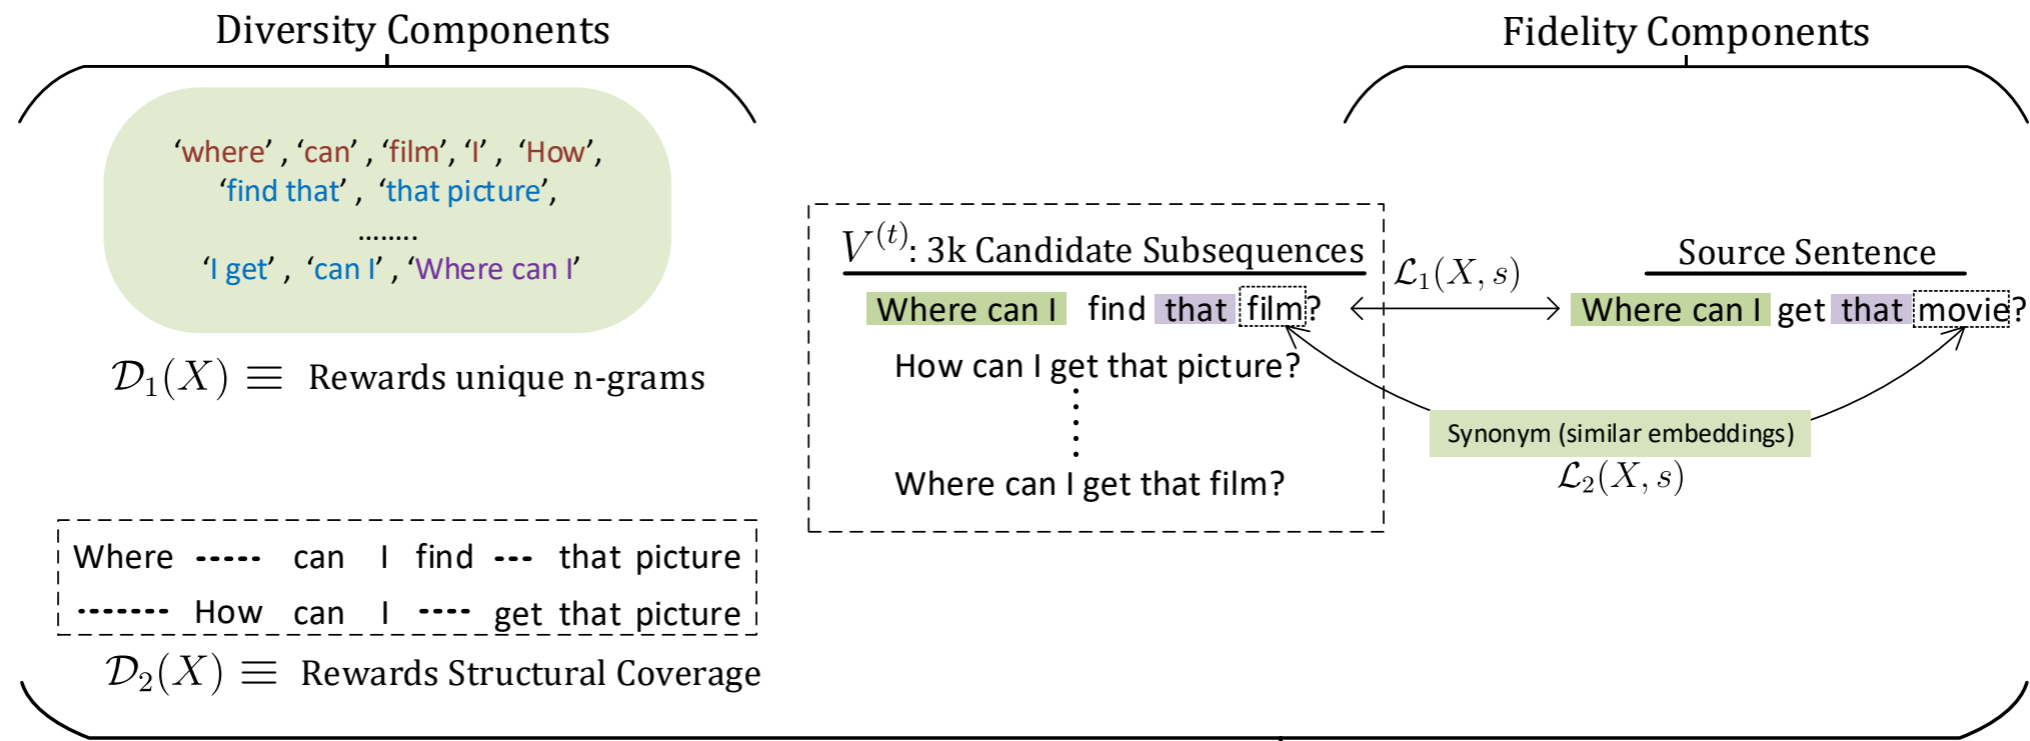 Diversity Components
‘where’ , ‘can’ , ‘film’, ‘I’ , ‘How’,
‘find that’ , ‘that picture’,
........
‘I get’ , ‘can I’ , ‘Where can I’
𝒟₁(X) ≡ Rewards unique n-grams
Where ----- can I find --- that picture
------- How can I ---- get that picture
𝒟₂(X) ≡ Rewards Structural Coverage
V⁽ᵗ⁾: 3k Candidate Subsequences
Where can I find that film?
How can I get that picture?
Where can I get that film?
Fidelity Components
ℒ₁(X, s)
Source Sentence
Where can I get that movie?
Synonym (similar embeddings)
ℒ₂(X, s)